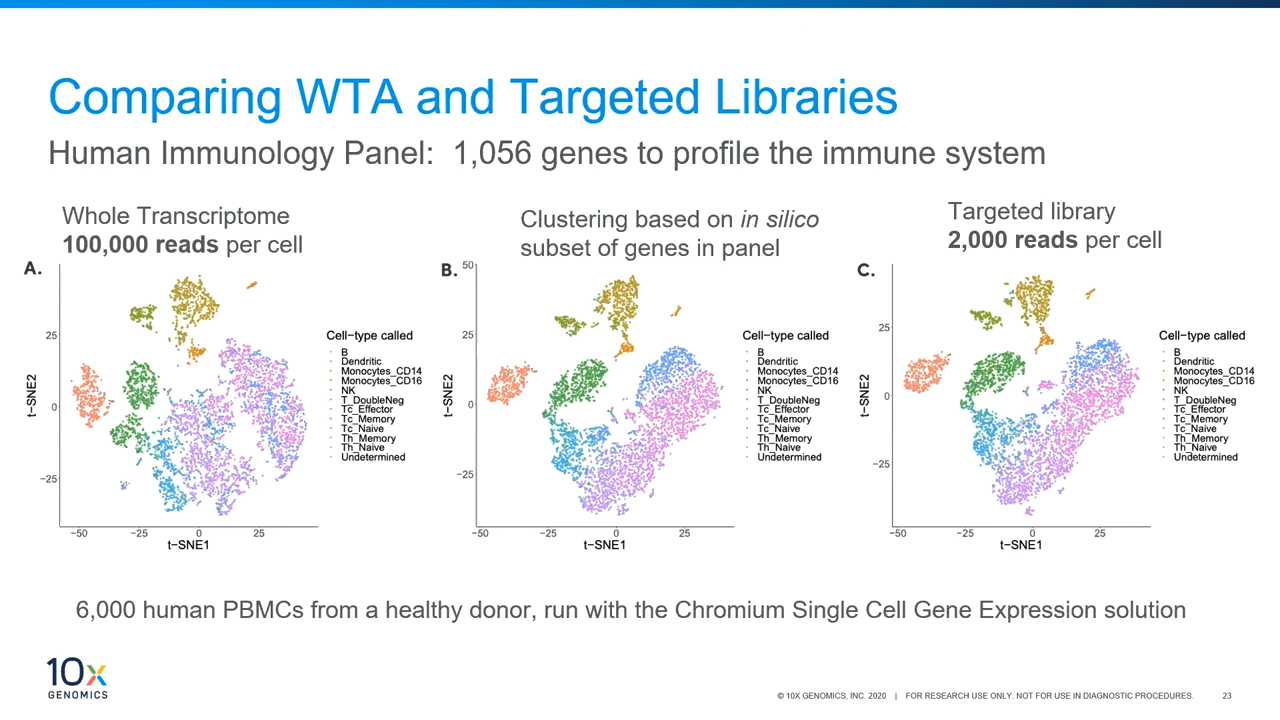 Comparing WTA and Targeted Libraries
Human Immunology Panel: 1,056 genes to profile the immune system
Whole Transcriptome
100,000 reads per cell
A.
25
0
−25
t−SNE2
−50
−25
0
25
t−SNE1
Cell−type called
B
Dendritic
Monocytes_CD14
Monocytes_CD16
NK
T_DoubleNeg
Tc_Effector
Tc_Memory
Tc_Naive
Th_Memory
Th_Naive
Undetermined
Clustering based on in silico
subset of genes in panel
B.
50
25
0
−25
t−SNE2
−50
−25
0
25
t−SNE1
Cell−type called
B
Dendritic
Monocytes_CD14
Monocytes_CD16
NK
T_DoubleNeg
Tc_Effector
Tc_Memory
Tc_Naive
Th_Memory
Th_Naive
Undetermined
Targeted library
2,000 reads per cell
C.
25
0
−25
t−SNE2
−50
−25
0
25
t−SNE1
Cell−type called
B
Dendritic
Monocytes_CD14
Monocytes_CD16
NK
T_DoubleNeg
Tc_Effector
Tc_Memory
Tc_Naive
Th_Memory
Th_Naive
Undetermined
6,000 human PBMCs from a healthy donor, run with the Chromium Single Cell Gene Expression solution
10x
GENOMICS
© 10X GENOMICS, INC. 2020 | FOR RESEARCH USE ONLY. NOT FOR USE IN DIAGNOSTIC PROCEDURES.
23